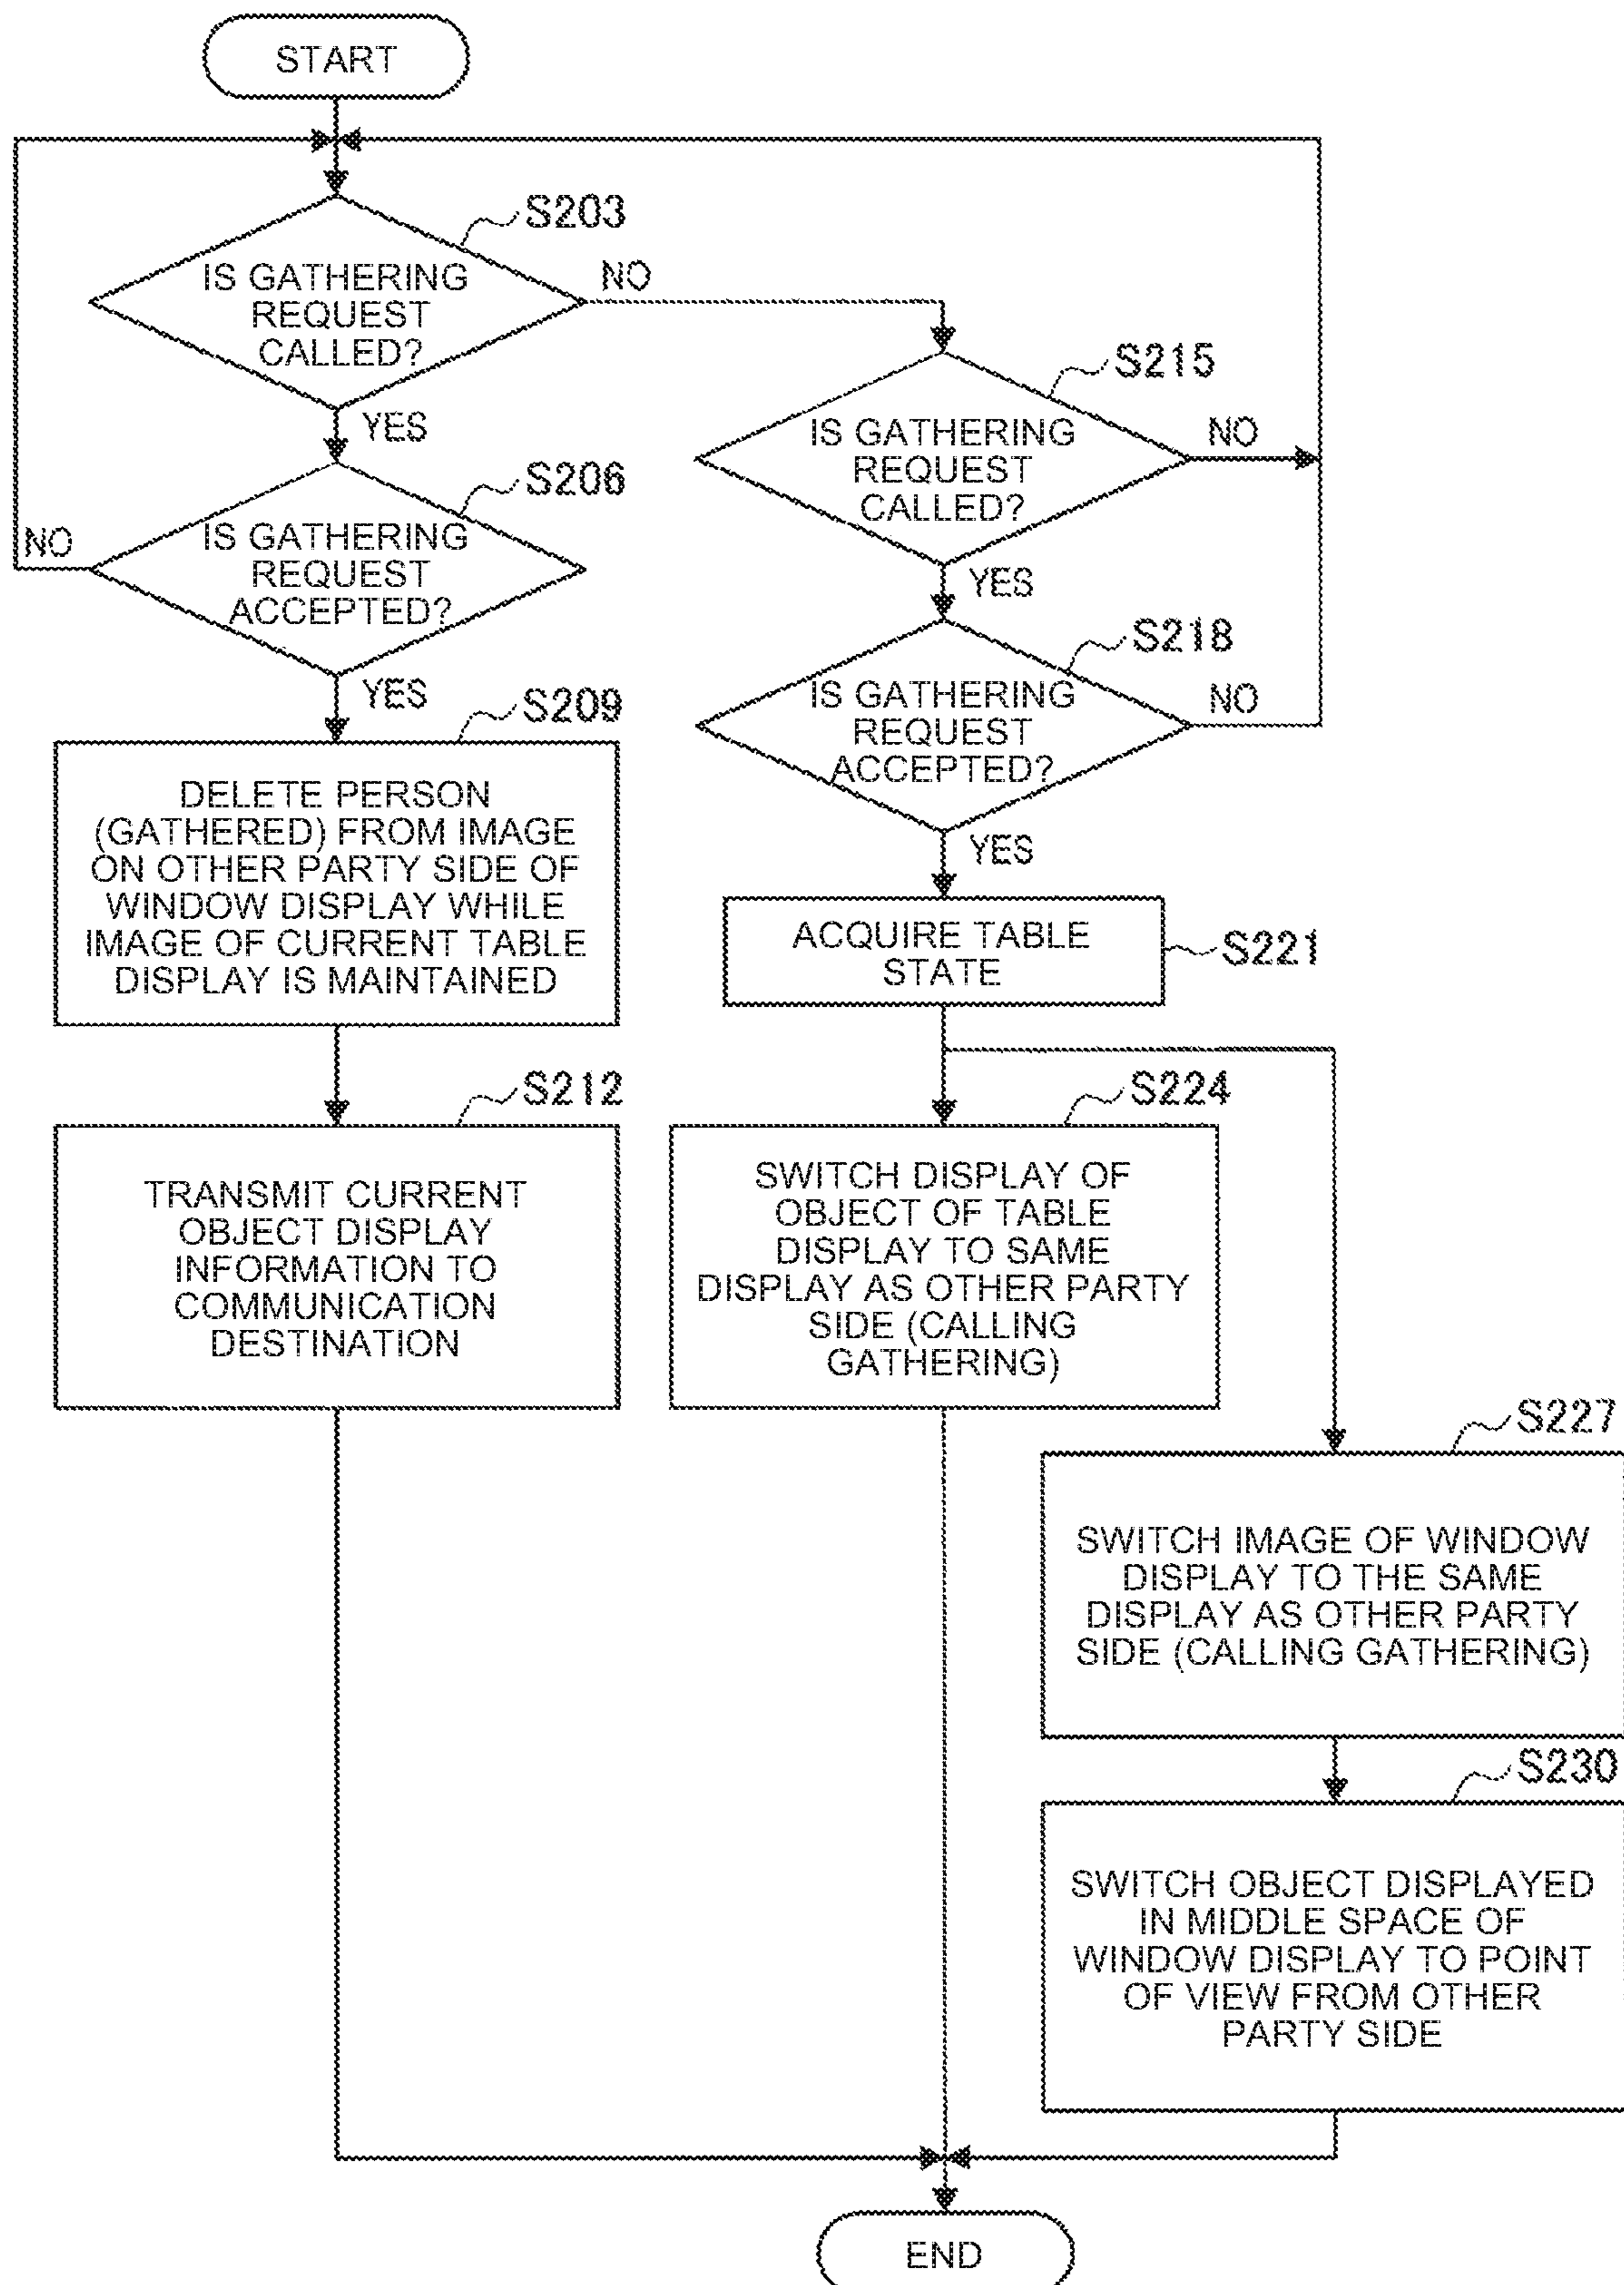 START
S203
IS GATHERING
REQUEST
CALLED?
NO
YES
S206
IS GATHERING
REQUEST
ACCEPTED?
NO
YES
S209
DELETE PERSON
(GATHERED) FROM IMAGE
ON OTHER PARTY SIDE OF
WINDOW DISPLAY WHILE
IMAGE OF CURRENT TABLE
DISPLAY IS MAINTAINED
S212
TRANSMIT CURRENT
OBJECT DISPLAY
INFORMATION TO
COMMUNICATION
DESTINATION
S215
IS GATHERING
REQUEST
CALLED?
NO
YES
S218
IS GATHERING
REQUEST
ACCEPTED?
NO
YES
ACQUIRE TABLE
STATE
S221
S224
SWITCH DISPLAY OF
OBJECT OF TABLE
DISPLAY TO SAME
DISPLAY AS OTHER PARTY
SIDE (CALLING
GATHERING)
S227
SWITCH IMAGE OF WINDOW
DISPLAY TO THE SAME
DISPLAY AS OTHER PARTY
SIDE (CALLING GATHERING)
S230
SWITCH OBJECT DISPLAYED
IN MIDDLE SPACE OF
WINDOW DISPLAY TO POINT
OF VIEW FROM OTHER
PARTY SIDE
END